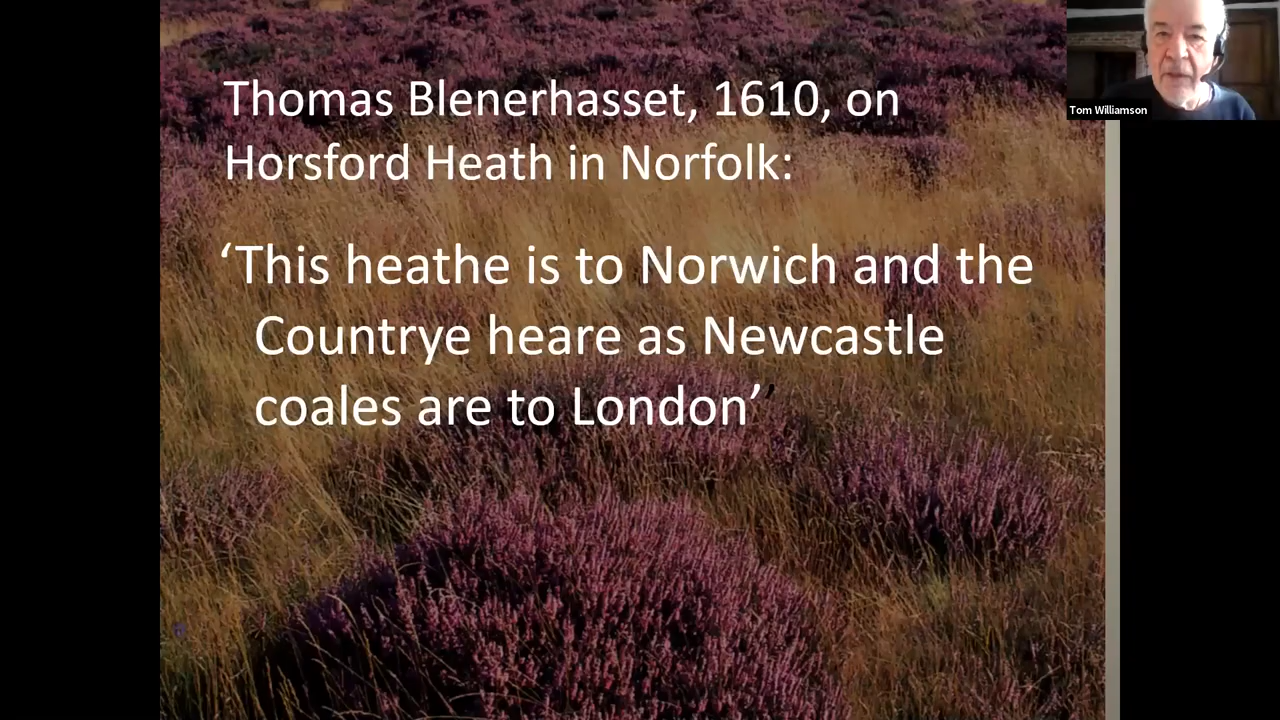 Thomas Blenerhasset, 1610, on
Horsford Heath in Norfolk:
‘This heathe is to Norwich and the
Countrye heare as Newcastle
coales are to London’’
Tom Williamson